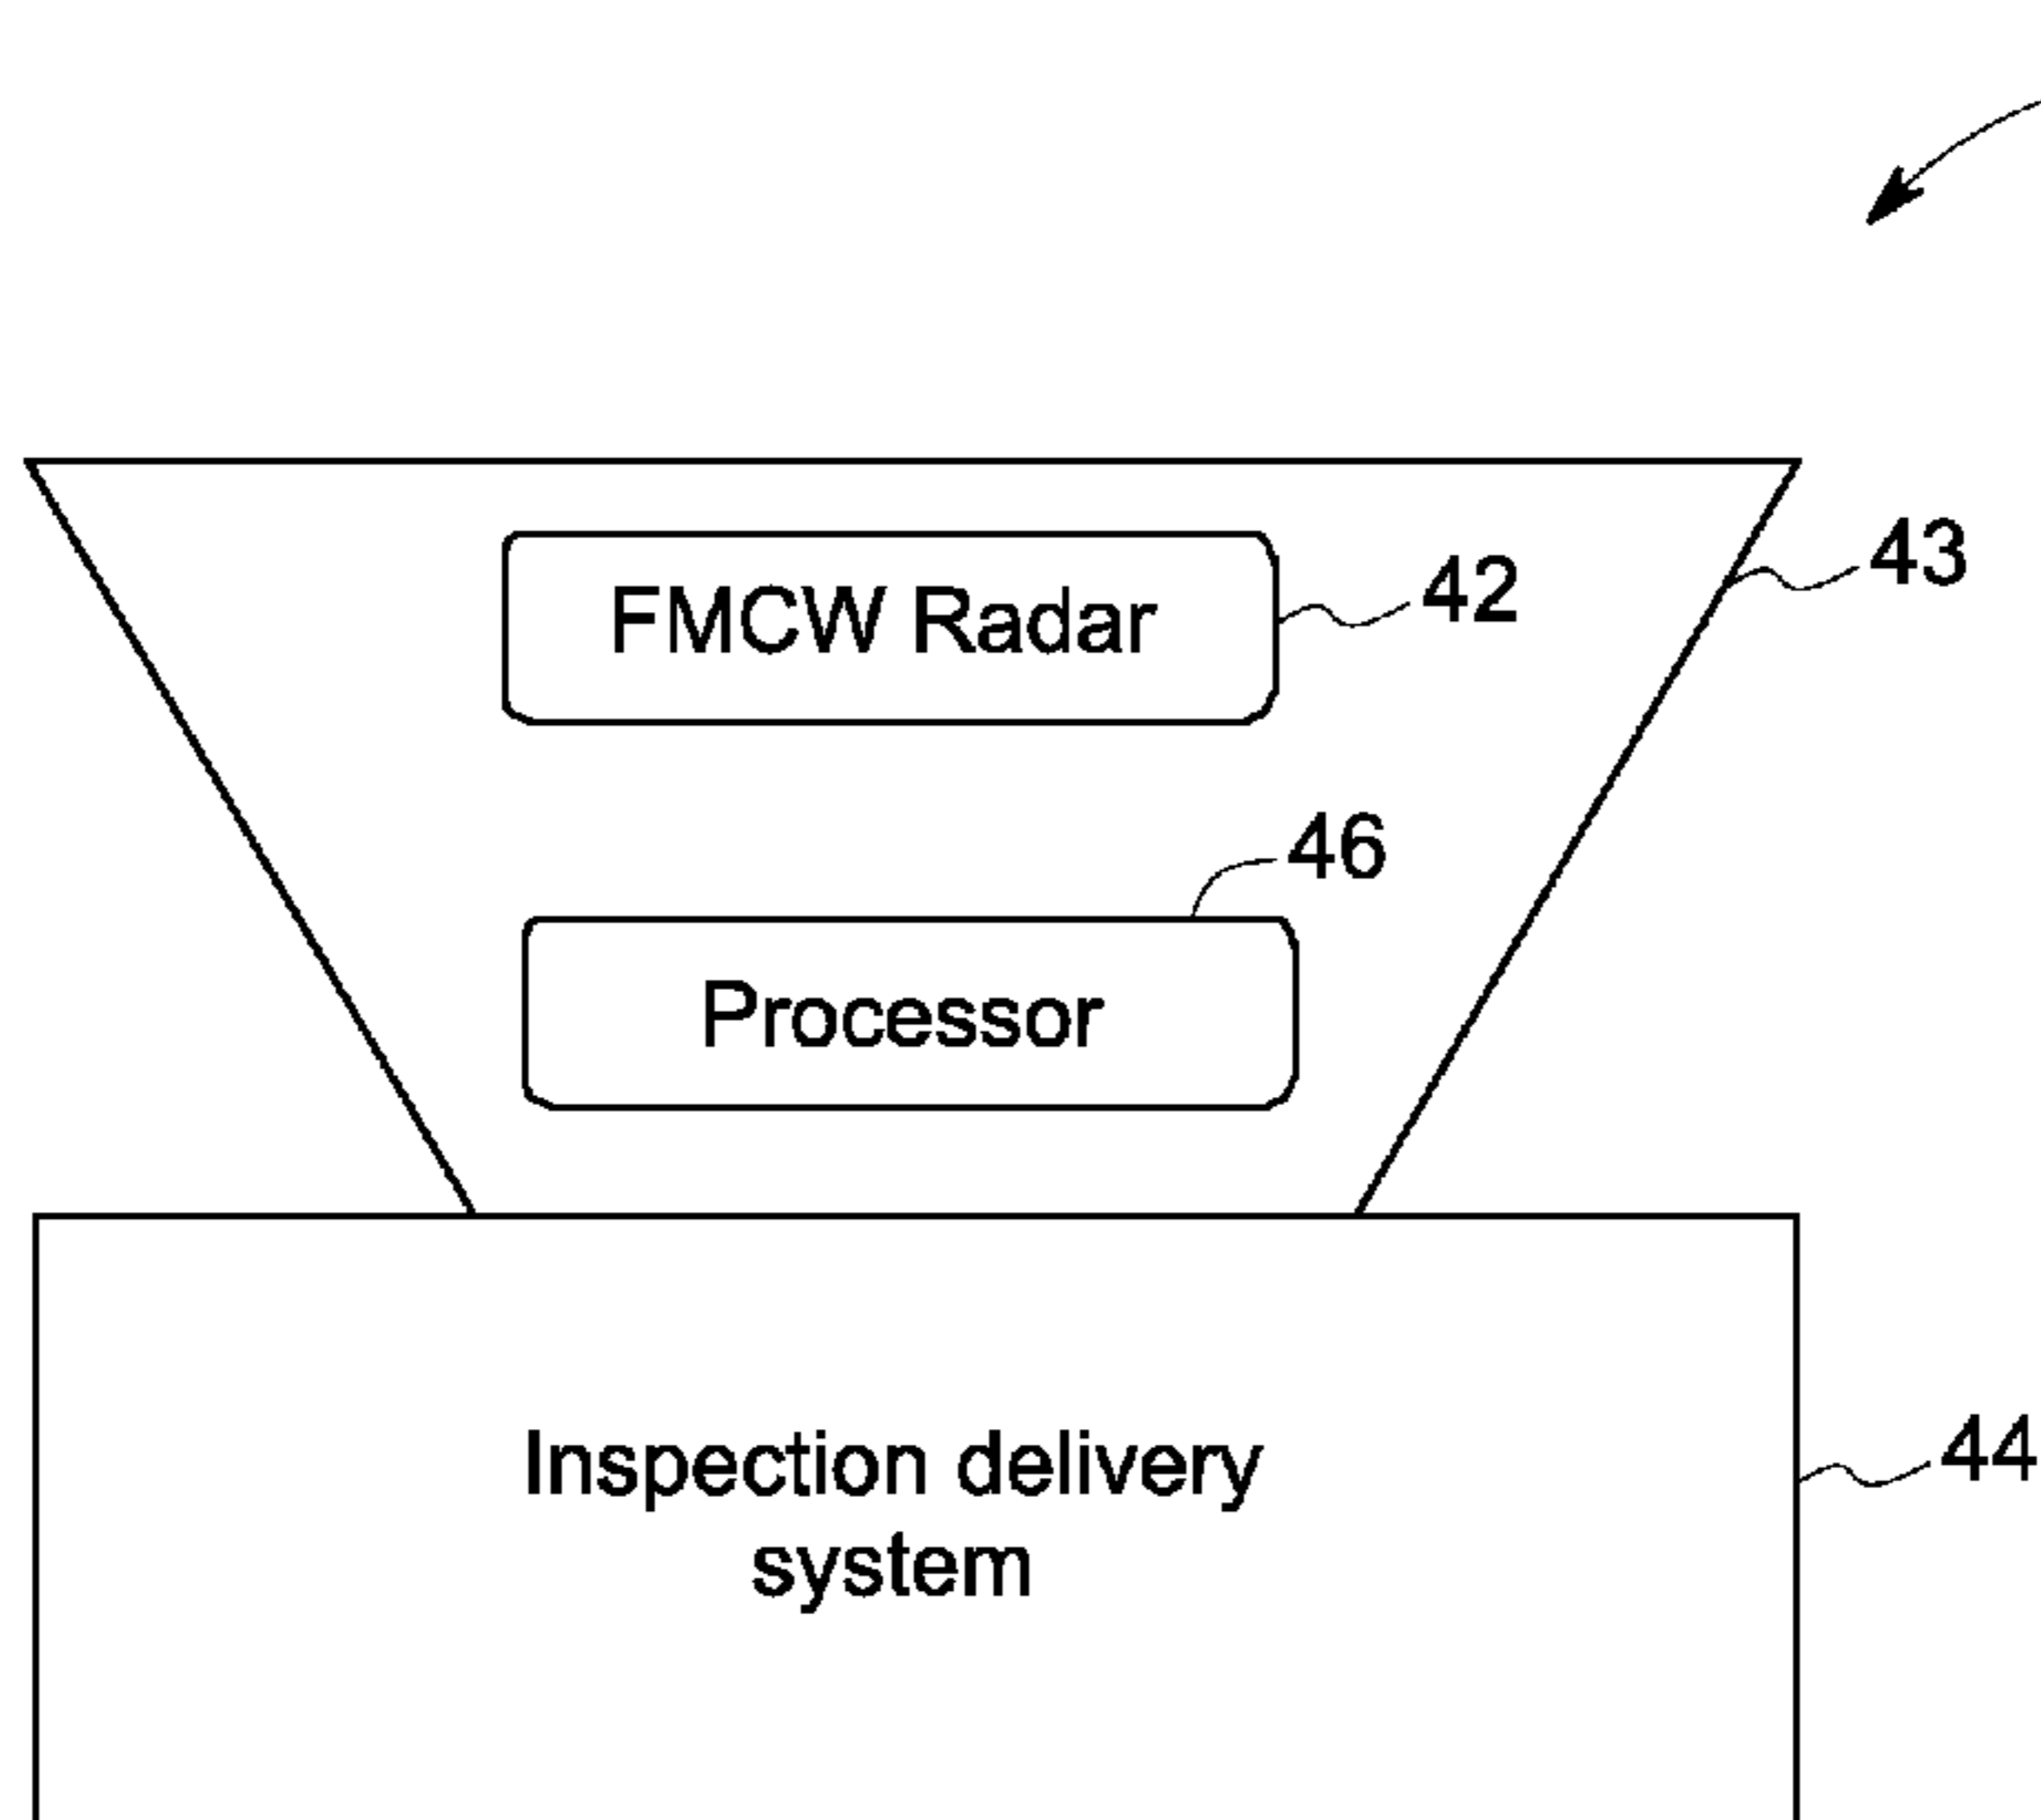 43
FMCW Radar 42
46
Processor
Inspection delivery
system
44